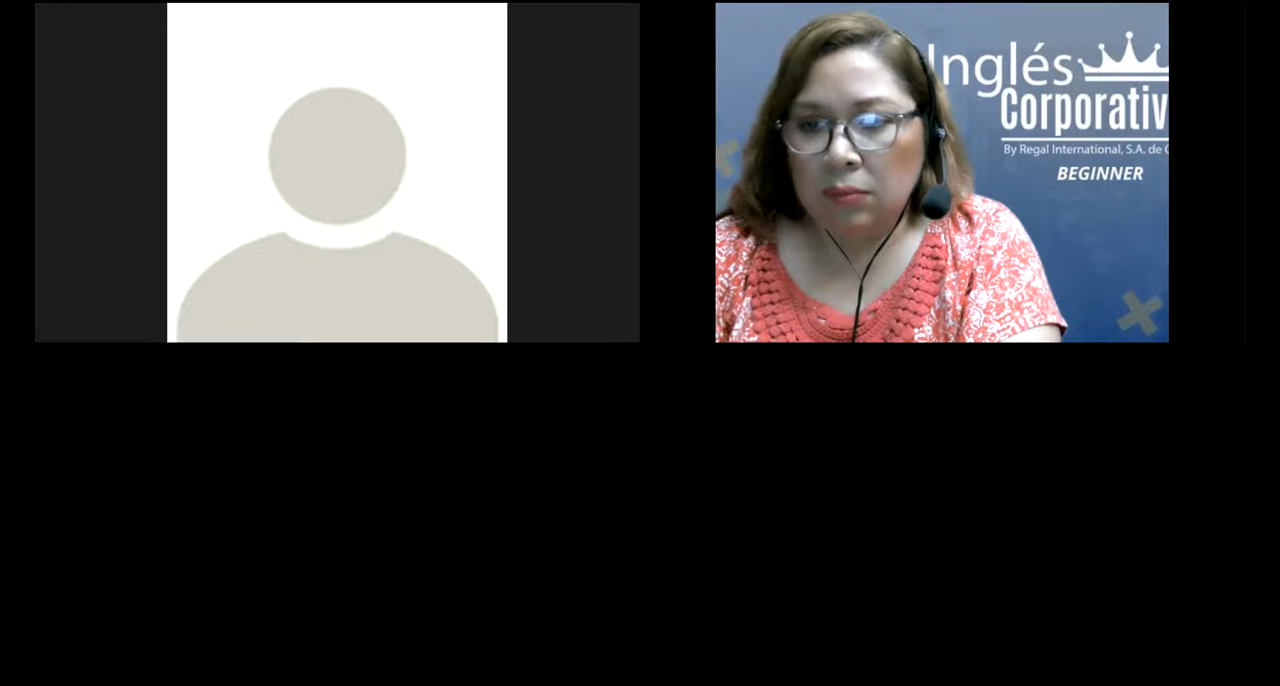 Inglés
Corporativ
By Regal International, S.A. de C
BEGINNER